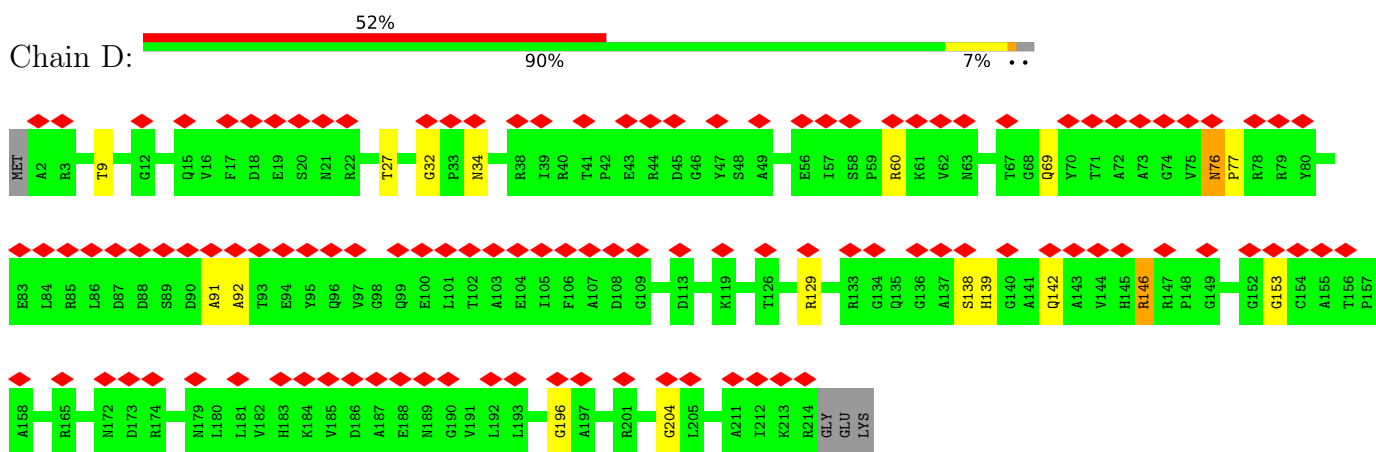 52%
Chain D:
90% 7% • •
MET A2 R3 T9 G12 Q15 V16 F17 D18 E19 S20 N21 R22 T27 G32 P33 N34 R38 I39 R40 T41 P42 E43 R44 D45 G46 Y47 S48 A49 E56 I57 S58 P59 R60 K61 V62 N63 T67 G68 Q69 Y70 T71 A72 A73 G74 V75 N76 P77 R78 R79 Y80
E83 L84 R85 L86 D87 D88 S89 D90 A91 A92 T93 E94 Y95 Q96 V97 G98 Q99 E100 L101 T102 A103 E104 I105 F106 A107 D108 G109 D113 K119 T126 R129 R133 G134 Q135 G136 A137 S138 H139 G140 A141 Q142 A143 V144 H145 R146 R147 P148 G149 G152 G153 C154 A155 T156 P157
A158 R165 N172 D173 R174 N179 L180 L181 V182 H183 K184 V185 D186 A187 E188 N189 G190 V191 L192 L193 G196 A197 R201 G204 L205 A211 I212 K213 R214 GLY GLU LYS